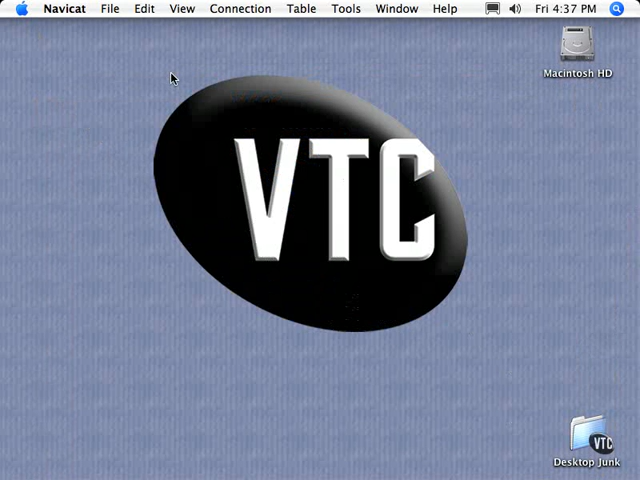 Navicat File Edit View Connection Table Tools Window Help Fri 4:37 PM
Macintosh HD
VTC
VTC
Desktop Junk